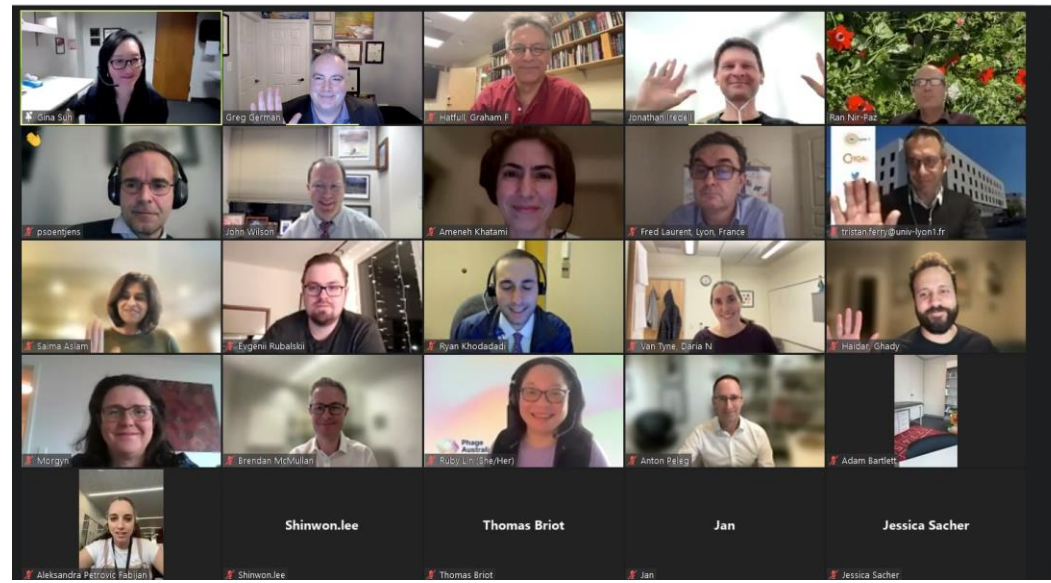 Gina Suh
Greg German
Hatfull, Graham F
Jonathan Iredell
Ran Nir-Paz
psoentjens
John Wilson
Ameneh Khatami
Fred Laurent, Lyon, France
tristan.ferry@univ-lyon1.fr
Saima Aslam
Evgenii Rubalskii
Ryan Khodadadi
Van Tyne, Daria N
Haidar, Ghady
Morgyn
Brendan McMullan
Phage
Australia
Ruby Lin (She/Her)
Anton Peleg
Adam Bartlett
Aleksandra Petrovic Fabijan
Shinwon.lee
Shinwon.lee
Thomas Briot
Thomas Briot
Jan
Jan
Jessica Sacher
Jessica Sacher